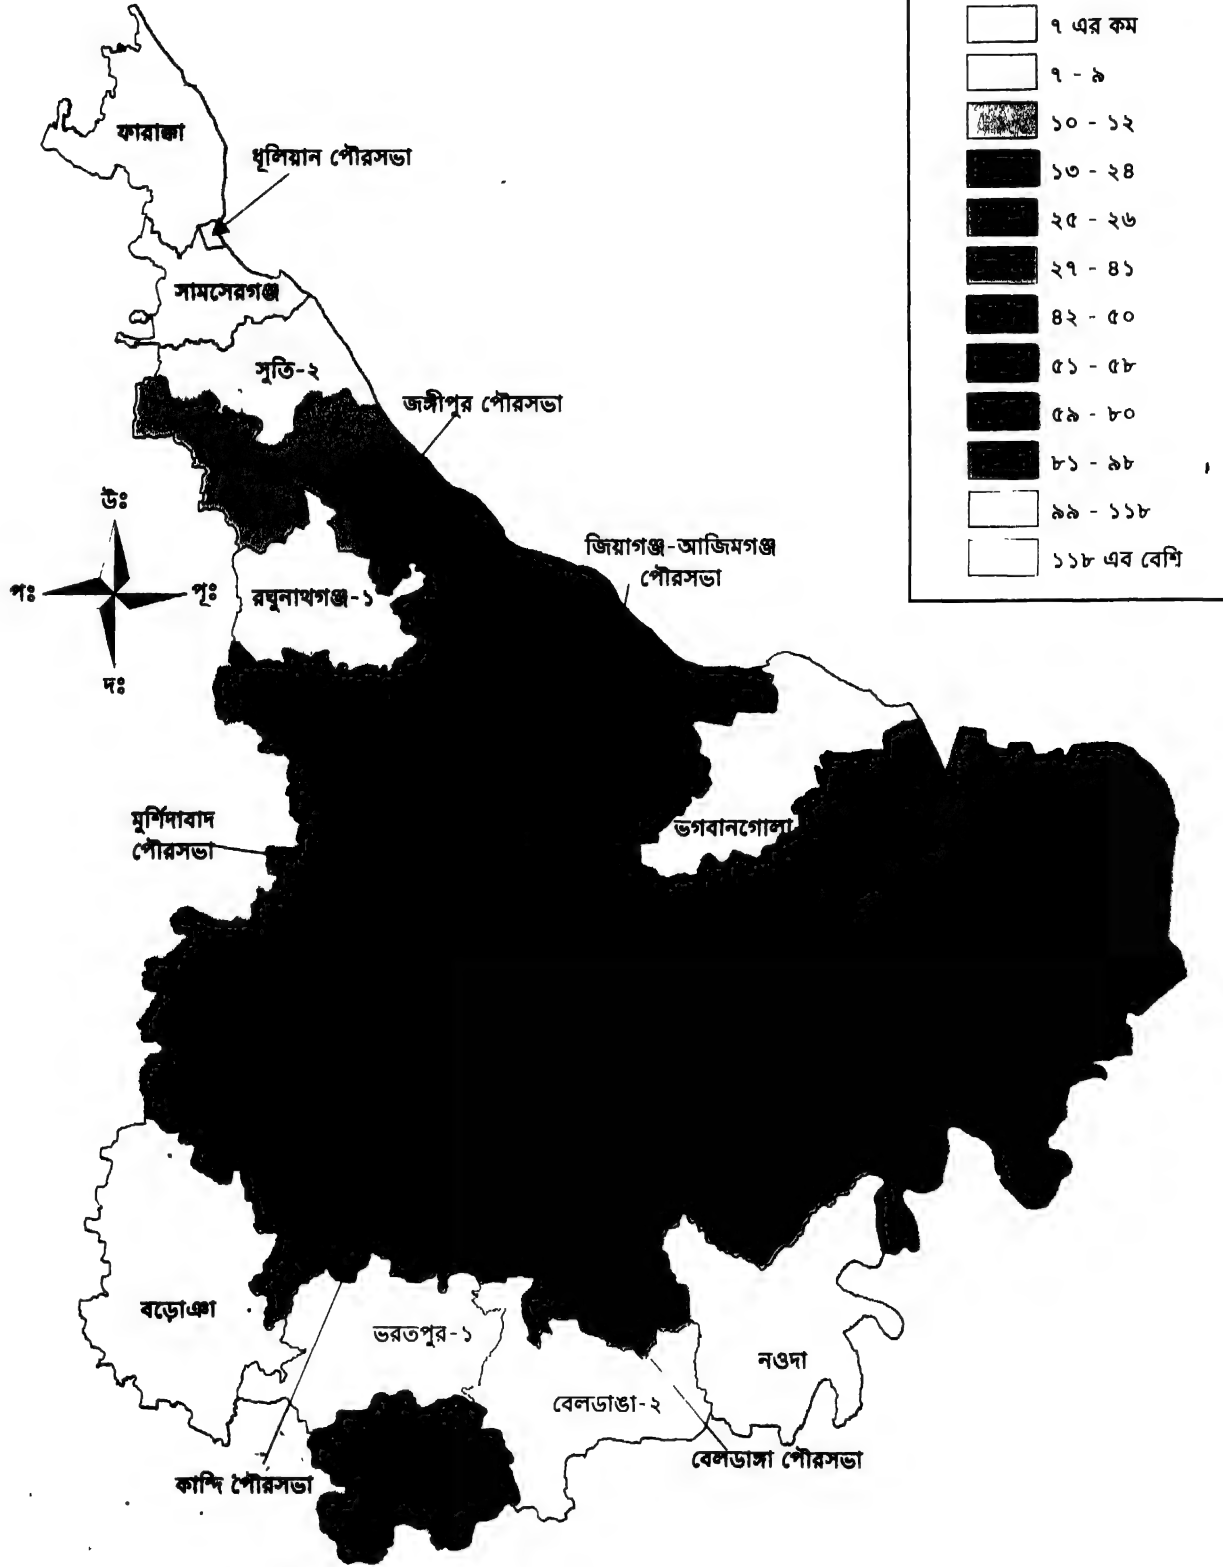 ৭ এর কম
৭ - ৯
১০ - ১২
১৩ - ২৪
২৫ - ২৬
২৭ - ৪১
৪২ - ৫০
৫১ - ৫৮
৫৯ - ৮০
৮১ - ৯৮
৯৯ - ১১৮
১১৮ এব বেশি
ফারাক্কা
ধূলিয়ান পৌরসভা
সামসেরগঞ্জ
সুতি-২
জঙ্গীপুর পৌরসভা
উঃ
পঃ
পূঃ
দঃ
রঘুনাথগঞ্জ-১
জিয়াগঞ্জ-আজিমগঞ্জ
পৌরসভা
মুর্শিদাবাদ
পৌরসভা
ভগবানগোলা
বড়োঞা
ভরতপুর-১
নওদা
বেলডাঙা-২
বেলডাঙ্গা পৌরসভা
কান্দি পৌরসভা